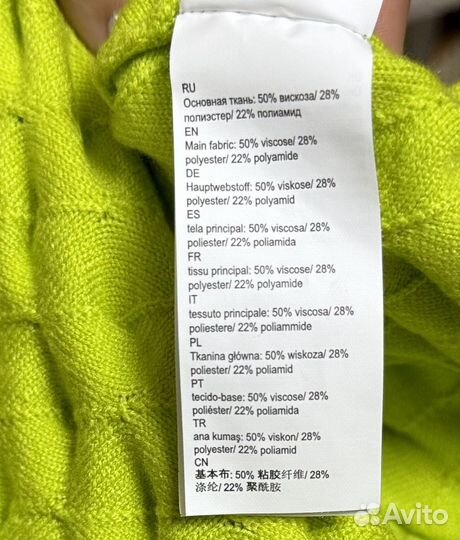 RU
Основная ткань: 50% вискоза/ 28%
полиэстер/ 22% полиамид
EN
Main fabric: 50% viscose/ 28%
polyester/ 22% polyamide
DE
Hauptwebstoff: 50% viskose/ 28%
polyester/ 22% polyamid
ES
tela principal: 50% viscosa/ 28%
poliester/ 22% poliamida
FR
tissu principal: 50% viscose/ 28%
polyester/ 22% polyamide
IT
tessuto principale: 50% viscosa/ 28%
poliestere/ 22% poliammide
PL
Tkanina główna: 50% wiskoza/ 28%
poliester/ 22% poliamid
PT
tecido-base: 50% viscose/ 28%
poliéster/ 22% poliamida
TR
ana kumaş: 50% viskon/ 28%
polyester/ 22% polyamid
CN
基本布: 50% 粘胶纤维/ 28%
涤纶/ 22% 聚酰胺
Avito